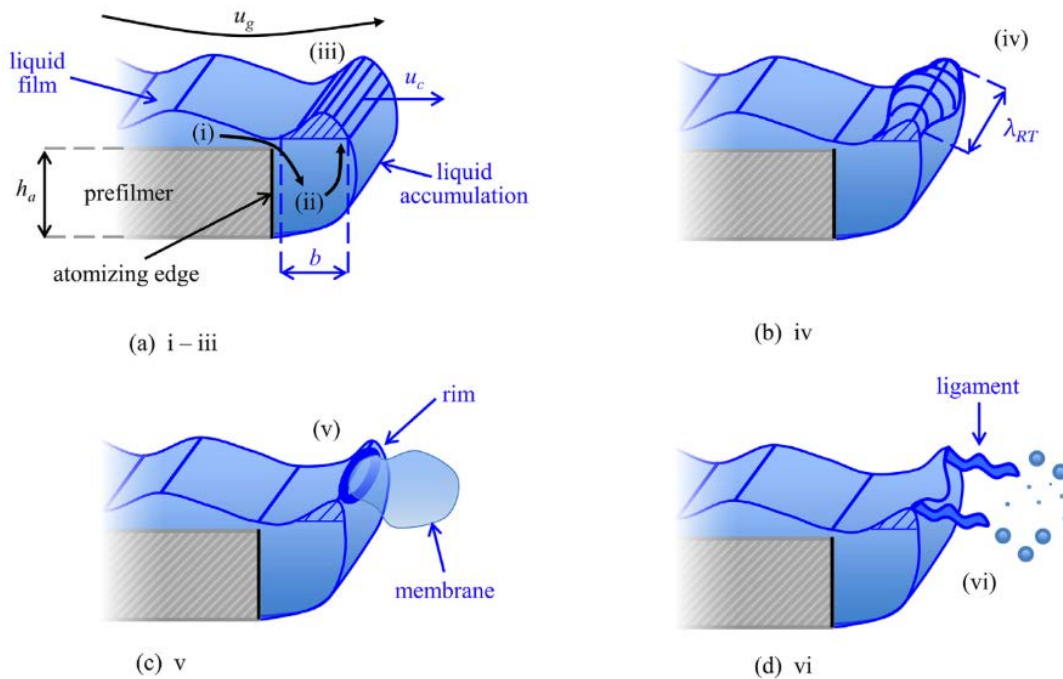 u_g
(iii)
liquid
film
u_c
(i)
h_a
prefilmer
(ii)
liquid
accumulation
b
atomizing edge
(a) i – iii
(iv)
λ_RT
(b) iv
rim
(v)
membrane
(c) v
ligament
(vi)
(d) vi